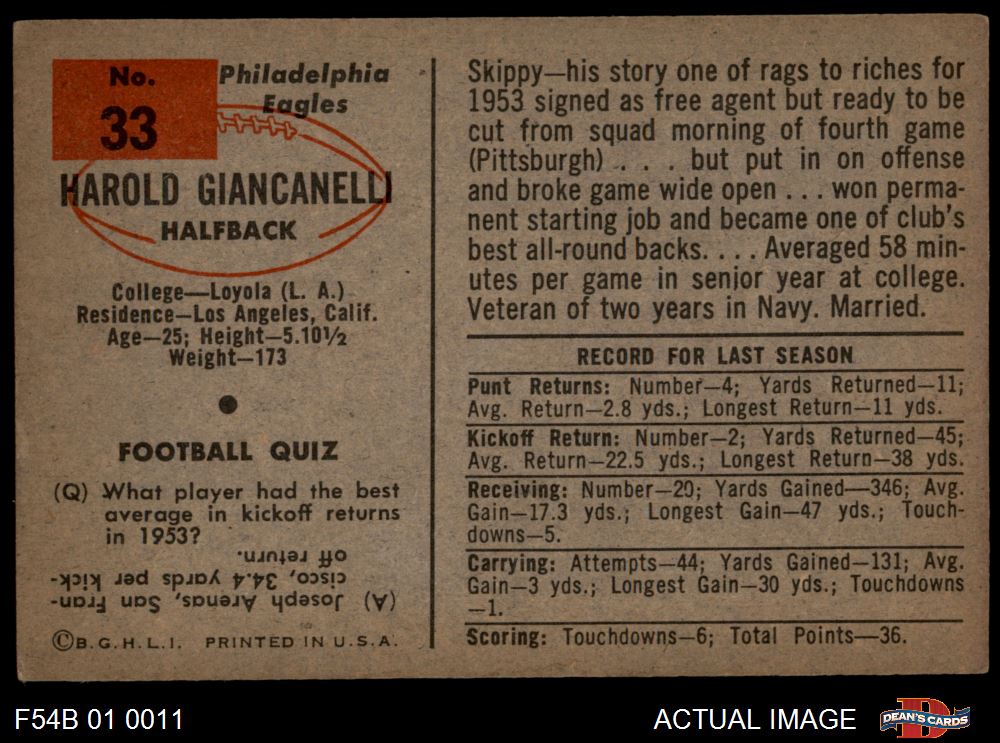 No.
33
Philadelphia
Eagles
HAROLD GIANCANELLI
HALFBACK
College—Loyola (L. A.)
Residence—Los Angeles, Calif.
Age—25; Height—5.10½
Weight—173
FOOTBALL QUIZ
(Q) What player had the best
average in kickoff returns
in 1953?
(A) Joseph Arenas, San Fran-
cisco, 34.4 yards per kick-
off return.
©B. G. H. L. I. PRINTED IN U. S. A.
Skippy—his story one of rags to riches for
1953 signed as free agent but ready to be
cut from squad morning of fourth game
(Pittsburgh) . . . but put in on offense
and broke game wide open . . . won perma-
nent starting job and became one of club's
best all-round backs. . . . Averaged 58 min-
utes per game in senior year at college.
Veteran of two years in Navy. Married.
RECORD FOR LAST SEASON
Punt Returns: Number—4; Yards Returned—11;
Avg. Return—2.8 yds.; Longest Return—11 yds.
Kickoff Return: Number—2; Yards Returned—45;
Avg. Return—22.5 yds.; Longest Return—38 yds.
Receiving: Number—20; Yards Gained—346; Avg.
Gain—17.3 yds.; Longest Gain—47 yds.; Touch-
downs—5.
Carrying: Attempts—44; Yards Gained—131; Avg.
Gain—3 yds.; Longest Gain—30 yds.; Touchdowns
—1.
Scoring: Touchdowns—6; Total Points—36.
F54B 01 0011
ACTUAL IMAGE
DEAN'S CARDS